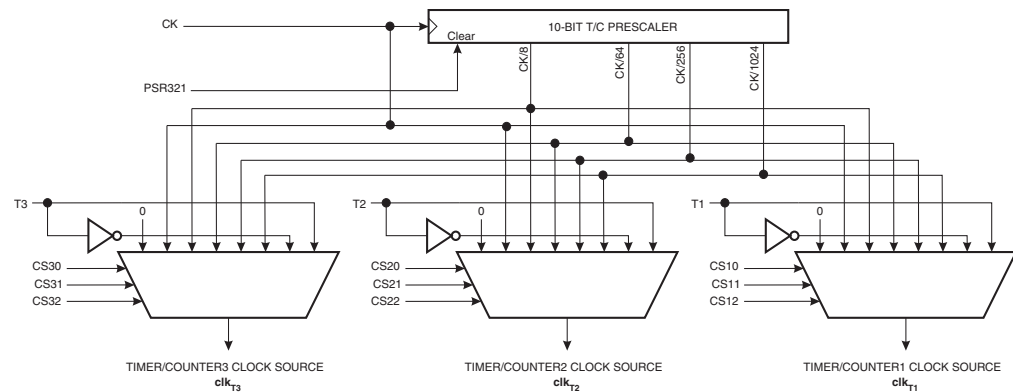 CK
10-BIT T/C PRESCALER
Clear
CK/8
CK/64
CK/256
CK/1024
PSR321
T3
0
T2
0
T1
0
CS30
CS31
CS32
CS20
CS21
CS22
CS10
CS11
CS12
TIMER/COUNTER3 CLOCK SOURCE
clkT3
TIMER/COUNTER2 CLOCK SOURCE
clkT2
TIMER/COUNTER1 CLOCK SOURCE
clkT1